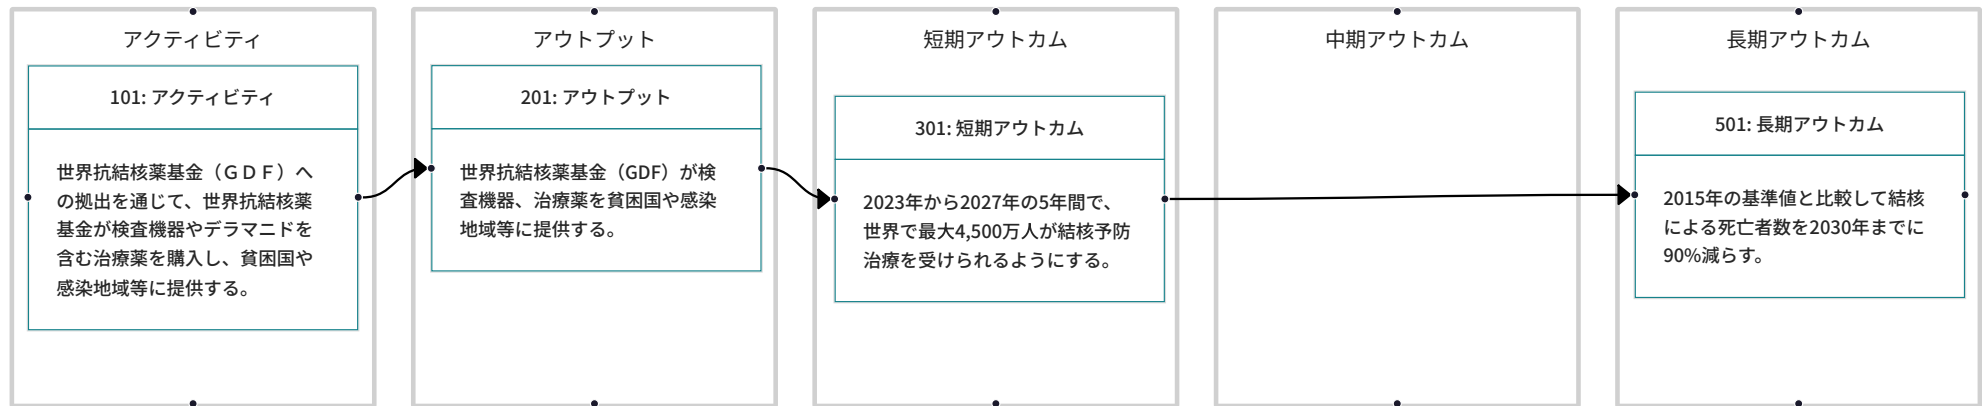 アクティビティ
101: アクティビティ
世界抗結核薬基金（ＧＤＦ）へ
の拠出を通じて、世界抗結核薬
基金が検査機器やデラマニドを
含む治療薬を購入し、貧困国や
感染地域等に提供する。
アウトプット
201: アウトプット
世界抗結核薬基金（GDF）が検
査機器、治療薬を貧困国や感染
地域等に提供する。
短期アウトカム
301: 短期アウトカム
2023年から2027年の5年間で、
世界で最大4,500万人が結核予防
治療を受けられるようにする。
中期アウトカム
長期アウトカム
501: 長期アウトカム
2015年の基準値と比較して結核
による死亡者数を2030年までに
90%減らす。